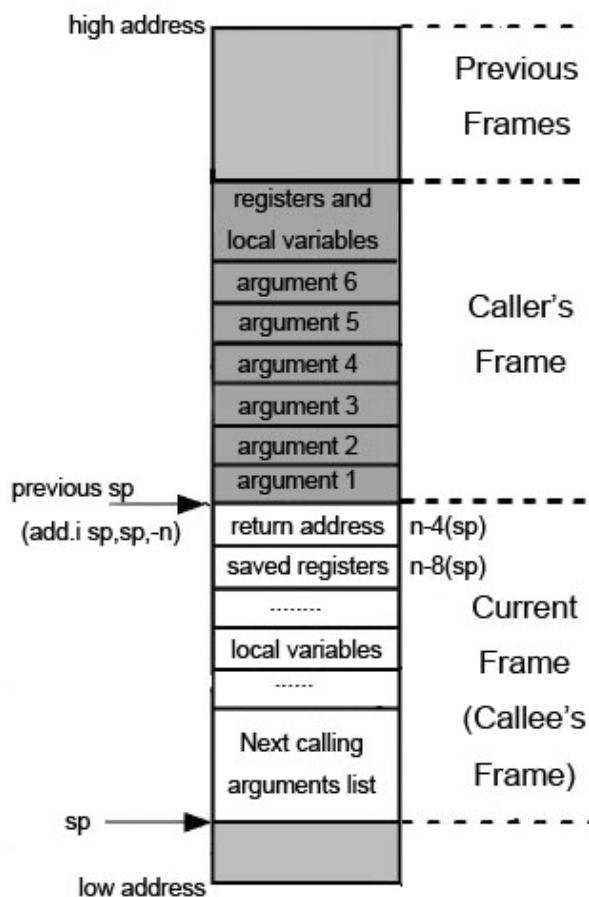 high address
Previous
Frames
registers and
local variables
argument 6
argument 5
argument 4
argument 3
argument 2
argument 1
Caller's
Frame
previous sp
(add.i sp,sp,-n)
return address
n-4(sp)
saved registers
n-8(sp)
........
local variables
......
Next calling
arguments list
Current
Frame
(Callee's
Frame)
sp
low address